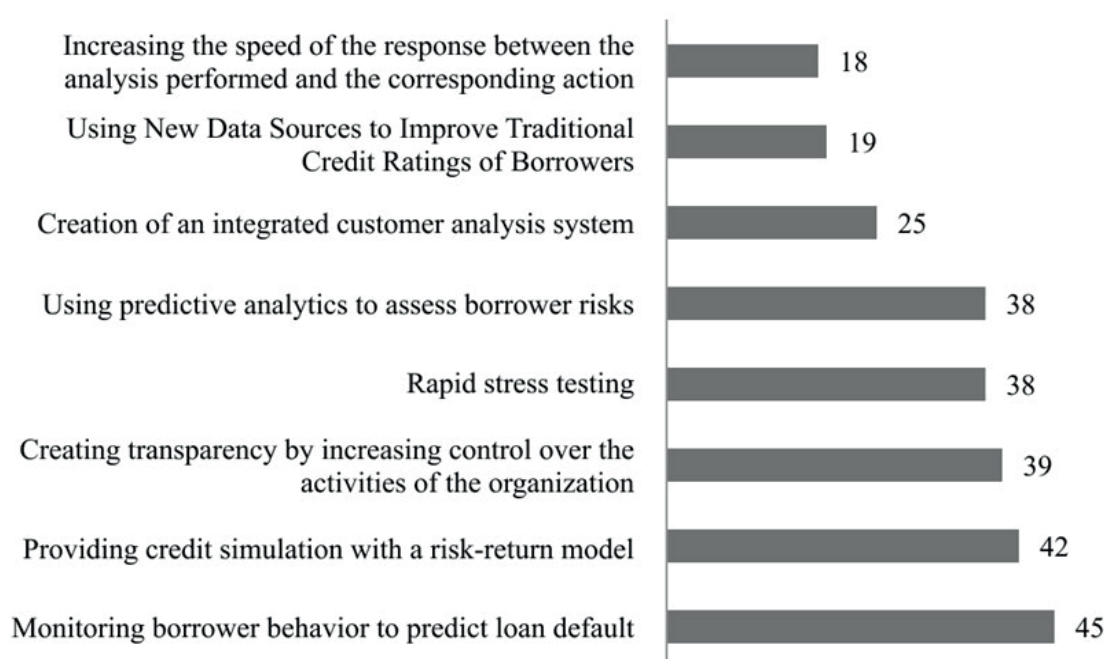 Increasing the speed of the response between the
analysis performed and the corresponding action
18
Using New Data Sources to Improve Traditional
Credit Ratings of Borrowers
19
Creation of an integrated customer analysis system
25
Using predictive analytics to assess borrower risks
38
Rapid stress testing
38
Creating transparency by increasing control over the
activities of the organization
39
Providing credit simulation with a risk-return model
42
Monitoring borrower behavior to predict loan default
45